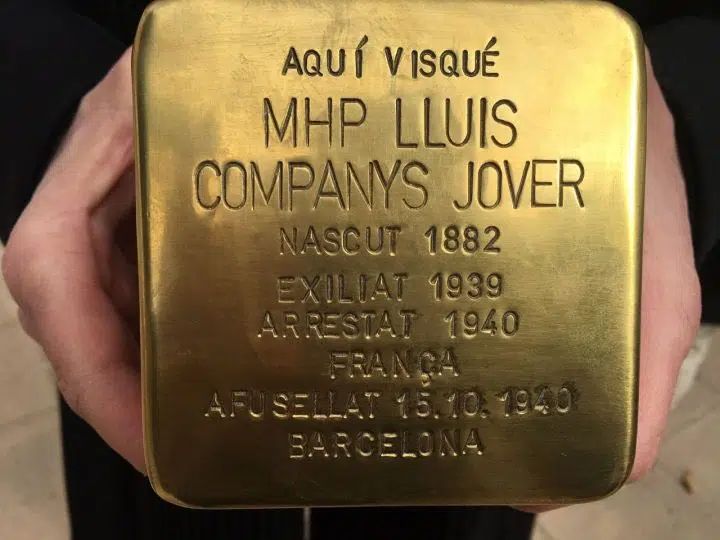 AQUÍ VISQUÉ
MHP LLUIS
COMPANYS JOVER
NASCUT 1882
EXILIAT 1939
ARRESTAT 1940
FRANÇA
AFUSELLAT 15.10.1940
BARCELONA